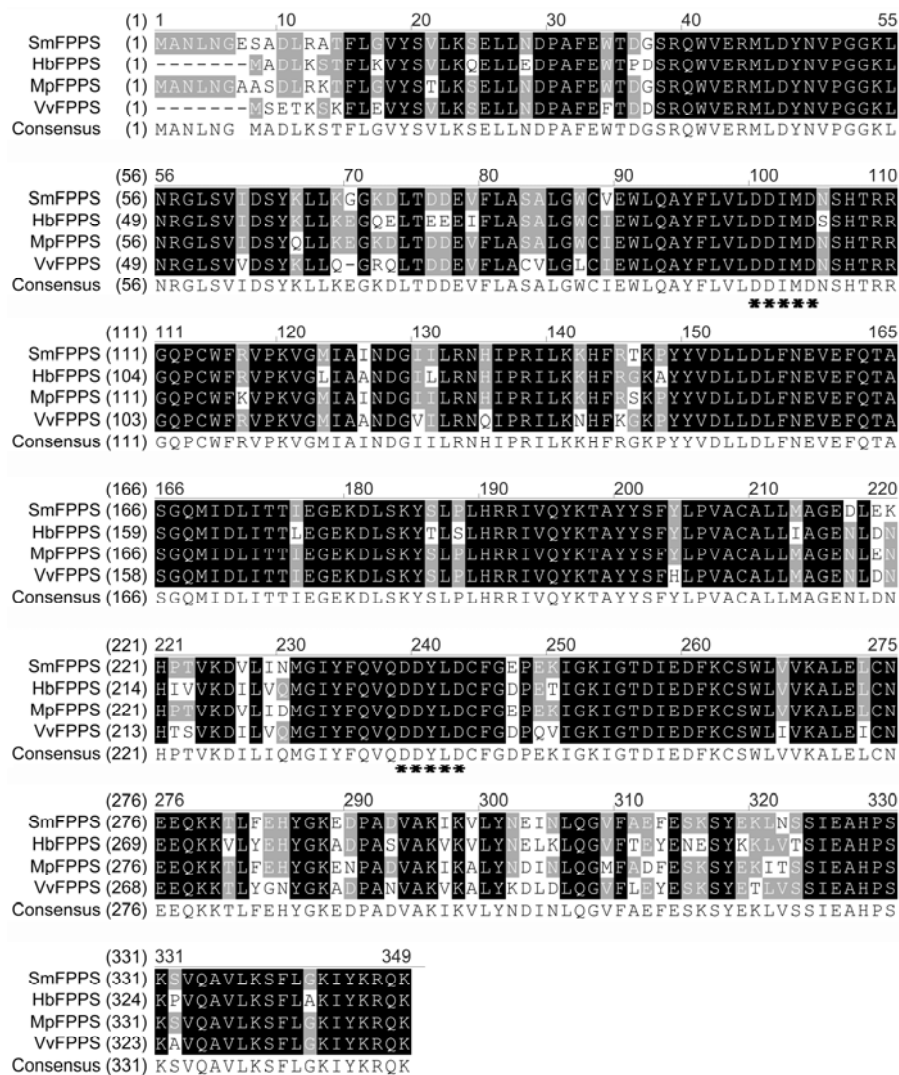 (1) 1 10 20 30 40 55
SmFPPS (1) MANLNGESADLRATFLGVYSVLKSELLNDPAFEWTDGSRQWVERMLDYNVPGGKL
HbFPPS (1) -------MADLKSTFLKVYSVLKQELLEDPAFEWTPDSRQWVERMLDYNVPGGKL
MpFPPS (1) MANLNGAASDLRKTFLGVYSTLKSELLNDPAFEWTDGSRQWVERMLDYNVPGGKL
VvFPPS (1) -------MSETKSKFLEVYSVLKSELLNDPAFEFTDDSRQWVERMLDYNVPGGKL
Consensus (1) MANLNG MADLKSTFLGVYSVLKSELLNDPAFEWTDGSRQWVERMLDYNVPGGKL
(56) 56 70 80 90 100 111
SmFPPS (56) NRGLSVIDSYKLLKGGKDLTDDEVFLASALGWCVEWLQAYFLVLDDIMDNSHTRR
HbFPPS (49) NRGLSVIDSYKLLKEGQELTEEEIFLASALGWCIEWLQAYFLVLDDIMDSSHTRR
MpFPPS (56) NRGLSVIDSYQLLKEGKDLTDDEVFLASALGWCIEWLQAYFLVLDDIMDNSHTRR
VvFPPS (49) NRGLSVVDSYKLLQ-GRQLTDDEVFLACVLGLCIEWLQAYFLVLDDIMDNSHTRR
Consensus (56) NRGLSVIDSYKLLKEGKDLTDDEVFLASALGWCIEWLQAYFLVLDDIMDNSHTRR
*****
(111) 111 120 130 140 150 165
SmFPPS (111) GQPCWFRVPKVGMIAINDGIILRNHIPRILKKHFRTKPYYVDLLDLFNEVEFQTA
HbFPPS (104) GQPCWFRVPKVGLIAANDGILLRNHIPRILKKHFRGKAYYVDLLDLFNEVEFQTA
MpFPPS (111) GQPCWFKVPKVGMIAINDGIILRNHIPRILKKHFRSKPYYVDLLDLFNEVEFQTA
VvFPPS (103) GQPCWFRVPKVGMIAANDGVILRNQIPRILKNHFKGKPYYVDLLDLFNEVEFQTA
Consensus (111) GQPCWFRVPKVGMIAINDGIILRNHIPRILKKHFRGKPYYVDLLDLFNEVEFQTA
(166) 166 180 190 200 210 220
SmFPPS (166) SGQMIDLITTIEGEKDLSKYSLPLHRRIVQYKTAYYSFYLPVACALLMAGEDLEK
HbFPPS (159) SGQMIDLITTLEGEKDLSKYTLSLHRRIVQYKTAYYSFYLPVACALLIAGENLDN
MpFPPS (166) SGQMIDLITTIEGEKDLSKYSLPLHRRIVQYKTAYYSFYLPVACALLMAGENLEN
VvFPPS (158) SGQMIDLITTIEGEKDLSKYSLPLHRRIVQYKTAYYSFHLPVACALLMAGENLDN
Consensus (166) SGQMIDLITTIEGEKDLSKYSLPLHRRIVQYKTAYYSFYLPVACALLMAGENLDN
(221) 221 230 242 250 260 275
SmFPPS (221) HPTVKDVLINMGIYFQVQDDYLDCFGEPEKIGKIGTDIEDFKCSWLVVKALELCN
HbFPPS (214) HIVVKDILVQMGIYFQVQDDYLDCFGDPETIGKIGTDIEDFKCSWLVVKALELCN
MpFPPS (221) HPTVKDVLIDMGIYFQVQDDYLDCFGDPEKIGKIGTDIEDFKCSWLVVKALELCN
VvFPPS (213) HTSVKDILVQMGIYFQVQDDYLDCFGDPQVIGKIGTDIEDFKCSWLIVKALEICN
Consensus (221) HPTVKDILIQMGIYFQVQDDYLDCFGDPEKIGKIGTDIEDFKCSWLVVKALELCN
*****
(276) 276 290 300 310 320 330
SmFPPS (276) EEQKKTLFEHYGKEDPADVAKIKVLYNEINLQGVFAEFESKSYEKLNSSIEAHPS
HbFPPS (269) EEQKKVLYEHYGKADPASVAKVKVLYNELKLQGVFTEYENESYKKLVTSIEAHPS
MpFPPS (276) EEQKKTLFEHYGKENPADVAKIKALYNDINLQGMFADFESKSYEKITSSIEAHPS
VvFPPS (268) EEQKKTLYGNYGKADPANVAKVKALYKDLDLQGVFLEYESKSYETLVSSIEAHPS
Consensus (276) EEQKKTLFEHYGKEDPADVAKIKVLYNDINLQGVFAEFESKSYEKLVSSIEAHPS
(331) 331 349
SmFPPS (331) KSVQAVLKSFLGKIYKRQK
HbFPPS (324) KPVQAVLKSFLAKIYKRQK
MpFPPS (331) KSVQAVLKSFLGKIYKRQK
VvFPPS (323) KAVQAVLKSFLGKIYKRQK
Consensus (331) KSVQAVLKSFLGKIYKRQK